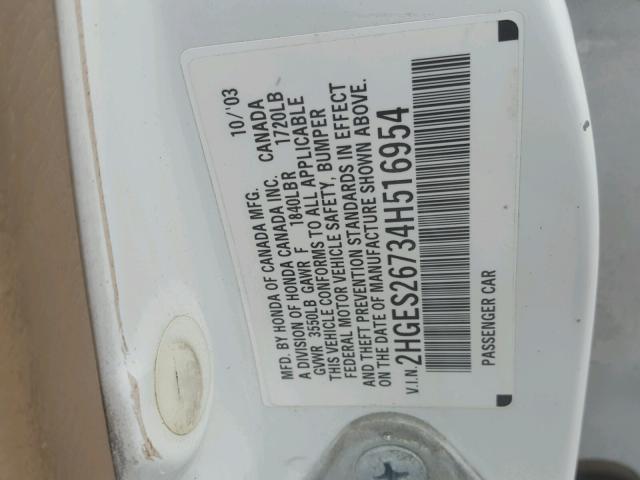 MFD. BY HONDA OF CANADA MFG. 10/'03
A DIVISION OF HONDA CANADA INC. CANADA
GVWR 3550LB GAWR F 1840LBR 1720LB
THIS VEHICLE CONFORMS TO ALL APPLICABLE
FEDERAL MOTOR VEHICLE SAFETY, BUMPER
AND THEFT PREVENTION STANDARDS IN EFFECT
ON THE DATE OF MANUFACTURE SHOWN ABOVE.
V.I.N. 2HGES26734H516954
PASSENGER CAR